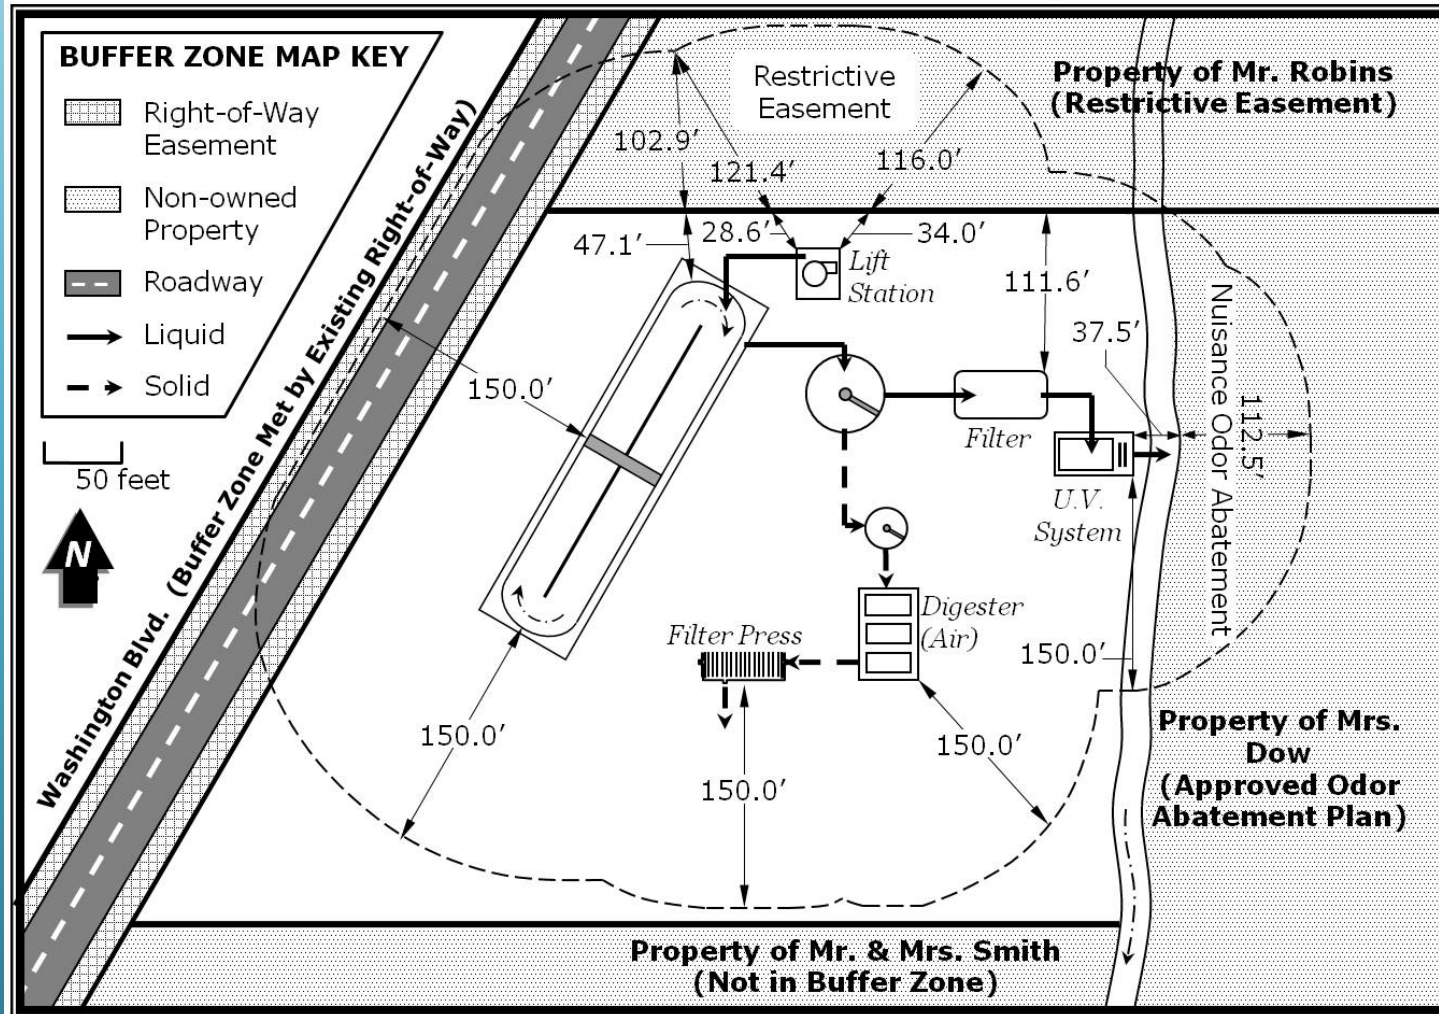 BUFFER ZONE MAP KEY
Right-of-Way
Easement
Non-owned
Property
Roadway
Liquid
Solid
50 feet
N
Washington Blvd. (Buffer Zone Met by Existing Right-of-Way)
Restrictive
Easement
Property of Mr. Robins
(Restrictive Easement)
102.9′
121.4′
116.0′
47.1′
28.6′
34.0′
Lift
Station
111.6′
37.5′
150.0′
Filter
U.V.
System
Nuisance Odor Abatement
112.5′
Digester
(Air)
Filter Press
150.0′
150.0′
150.0′
150.0′
Property of Mrs.
Dow
(Approved Odor
Abatement Plan)
Property of Mr. & Mrs. Smith
(Not in Buffer Zone)